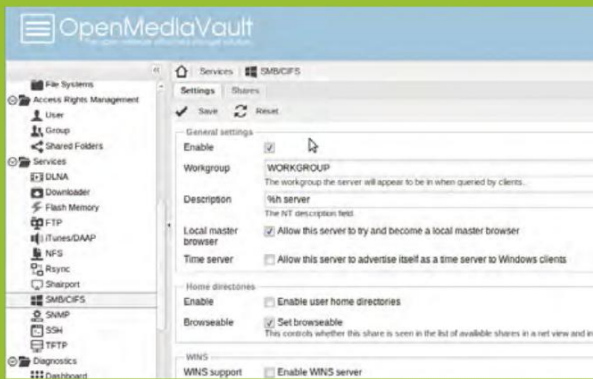 OpenMediaVault
File Systems
Access Rights Management
User
Group
Shared Folders
Services
DLNA
Downloader
Flash Memory
FTP
iTunes/DAAP
NFS
Rsync
Shairport
SMB/CIFS
SNMP
SSH
TFTP
Diagnostics
Dashboard
Services SMB/CIFS
Settings Shares
Save Reset
General settings
Enable
Workgroup WORKGROUP
The workgroup the server will appear to be in when queried by clients.
Description %h server
The NT description field.
Local master browser Allow this server to try and become a local master browser
Time server Allow this server to advertise itself as a time server to Windows clients
Home directories
Enable Enable user home directories
Browseable Set browseable
This controls whether this share is seen in the list of available shares in a net view and in
WINS
WINS support Enable WINS server